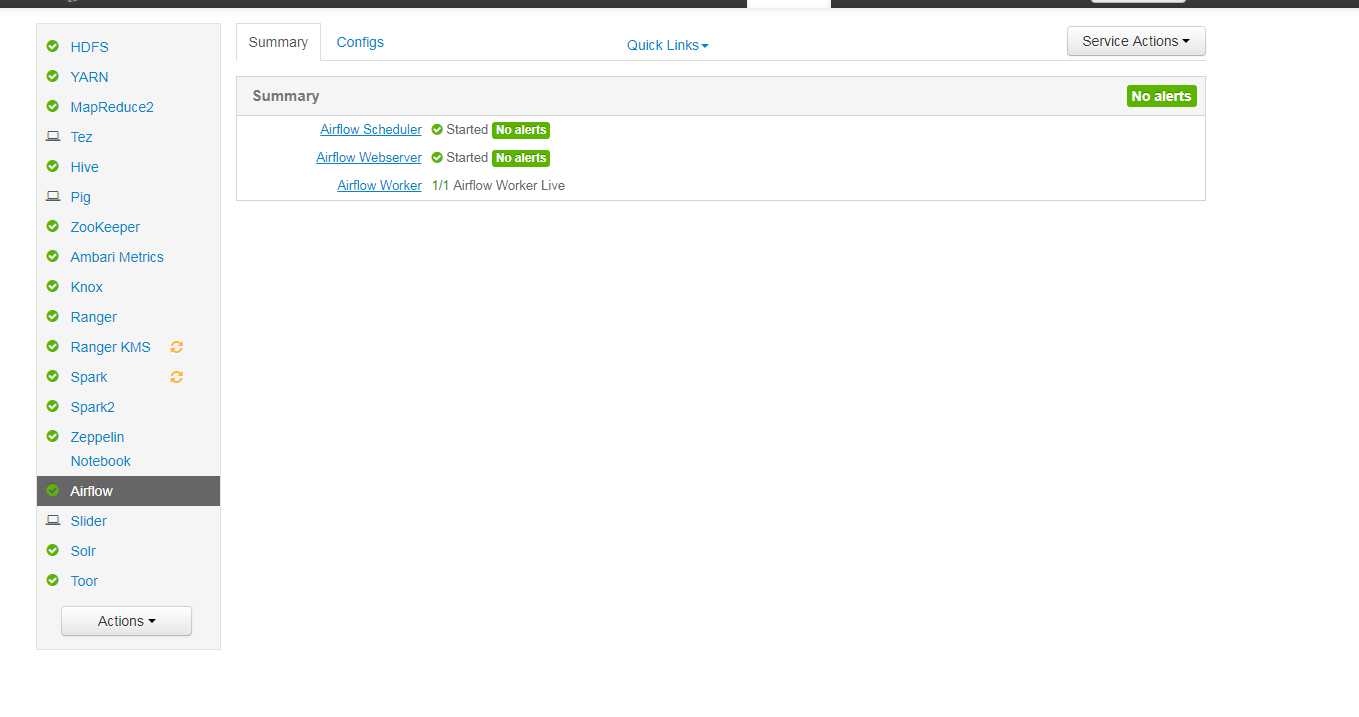 HDFS
YARN
MapReduce2
Tez
Hive
Pig
ZooKeeper
Ambari Metrics
Knox
Ranger
Ranger KMS
Spark
Spark2
Zeppelin
Notebook
Airflow
Slider
Solr
Toor
Actions
Summary Configs Quick Links Service Actions
Summary No alerts
Airflow Scheduler Started No alerts
Airflow Webserver Started No alerts
Airflow Worker 1/1 Airflow Worker Live